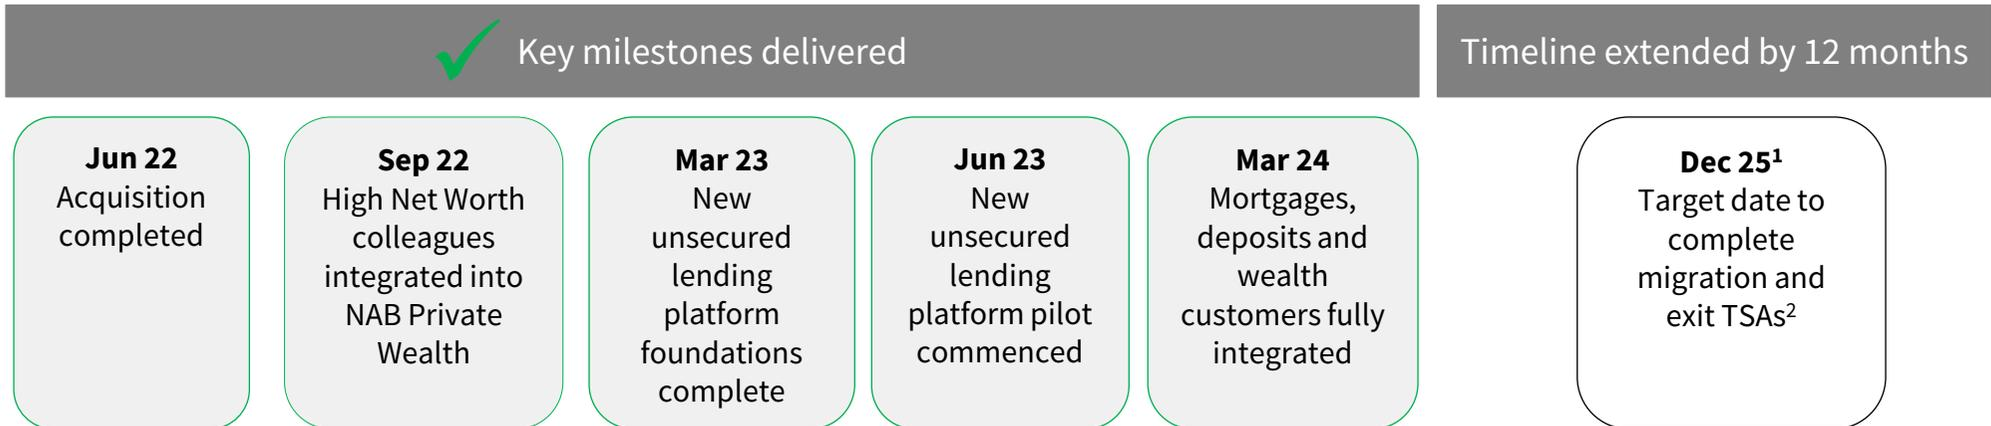 Key milestones delivered
Timeline extended by 12 months
Jun 22
Acquisition
completed
Sep 22
High Net Worth
colleagues
integrated into
NAB Private
Wealth
Mar 23
New
unsecured
lending
platform
foundations
complete
Jun 23
New
unsecured
lending
platform pilot
commenced
Mar 24
Mortgages,
deposits and
wealth
customers fully
integrated
Dec 25¹
Target date to
complete
migration and
exit TSAs²